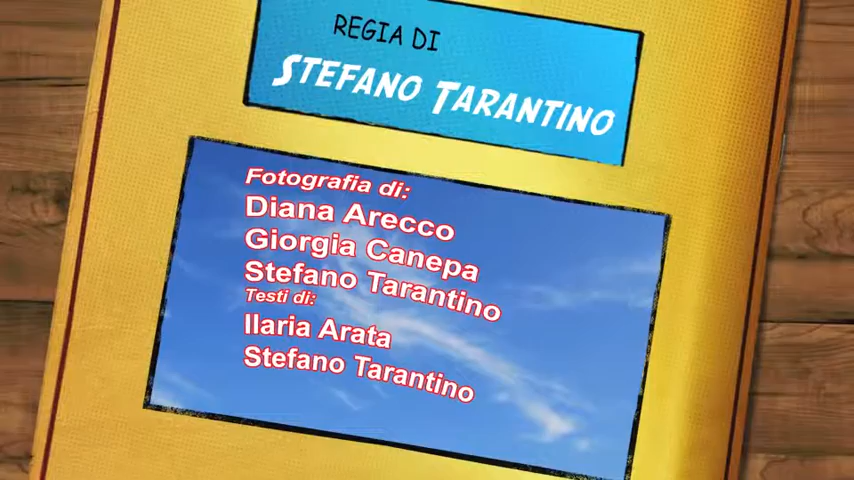 REGIA DI
STEFANO TARANTINO
Fotografia di:
Diana Arecco
Giorgia Canepa
Stefano Tarantino
Testi di:
Ilaria Arata
Stefano Tarantino